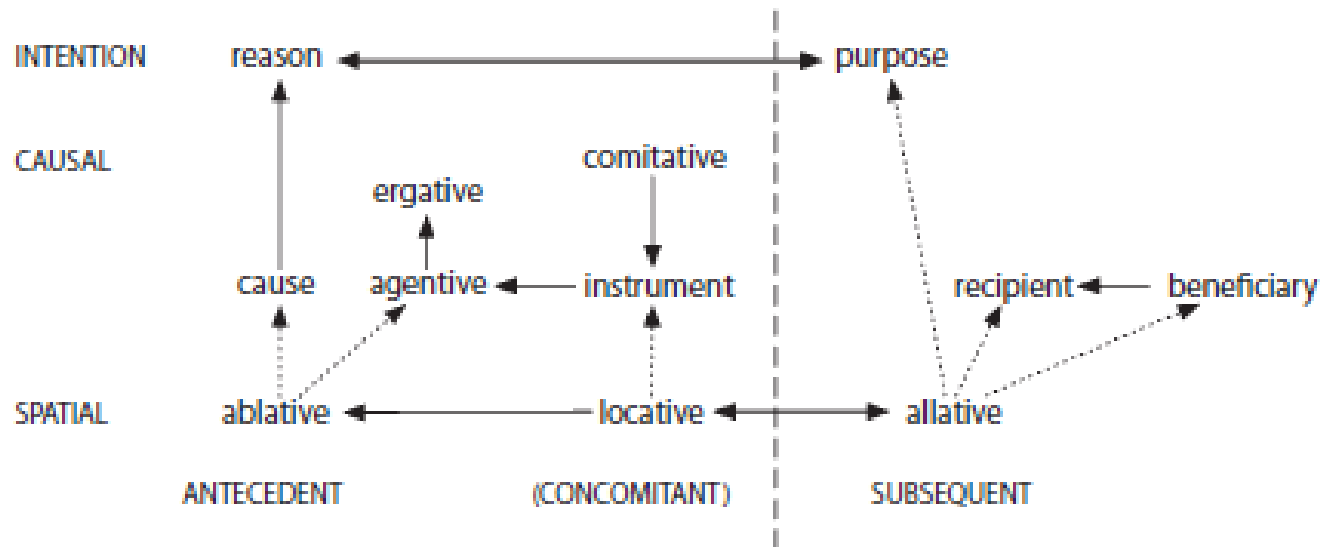 INTENTION reason purpose
CAUSAL comitative
ergative
cause agentive instrument recipient beneficiary
SPATIAL ablative locative allative
ANTECEDENT (CONCOMITANT) SUBSEQUENT